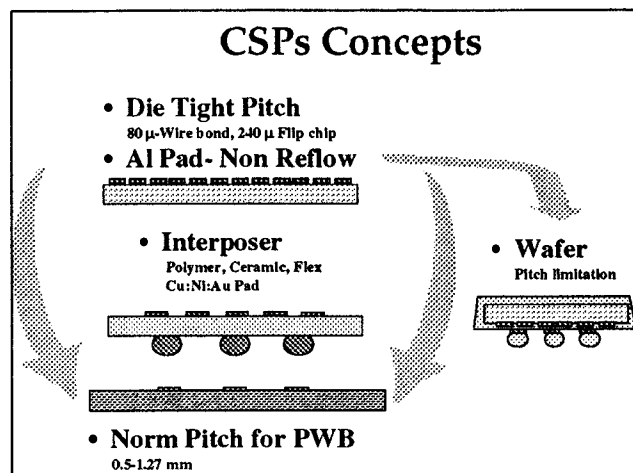 CSPs Concepts
• Die Tight Pitch
80 μ-Wire bond, 240 μ Flip chip
• Al Pad- Non Reflow
• Interposer
Polymer, Ceramic, Flex
Cu:Ni:Au Pad
• Wafer
Pitch limitation
• Norm Pitch for PWB
0.5-1.27 mm